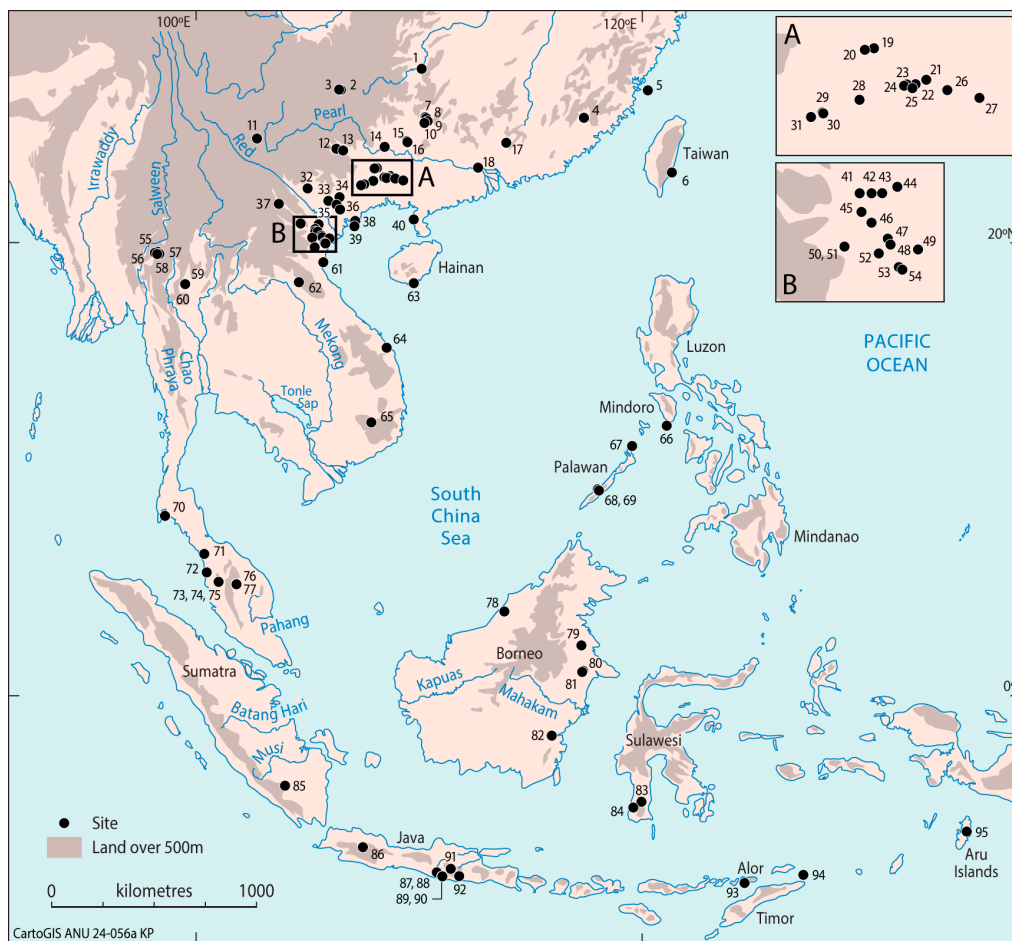 100°E
120°E
A
19
20
21
23
26
24
22
28
25
27
29
30
31
1
5
3
2
4
7
8
9
10
Pearl
11
Red
12
13
14
15
16
17
18
Taiwan
6
A
Irrawaddy
Salween
32
33
34
35
36
37
38
39
40
B
41
42
43
44
45
46
47
48
49
50, 51
52
53
54
B
20°N
55
56
57
58
59
60
61
62
Hainan
63
Mekong
64
Chao
Phraya
Tonle
Sap
65
Luzon
PACIFIC
OCEAN
Mindoro
66
67
Palawan
68, 69
South
China
Sea
Mindanao
70
71
72
73, 74, 75
76
77
Pahang
78
79
Borneo
80
81
Kapuas
Mahakam
82
Sumatra
Batang Hari
Musi
85
Sulawesi
83
84
0°
Site
Land over 500m
0 kilometres 1000
Java
86
91
87, 88
89, 90
92
Alor
93
94
Timor
95
Aru
Islands
CartoGIS ANU 24-056a KP